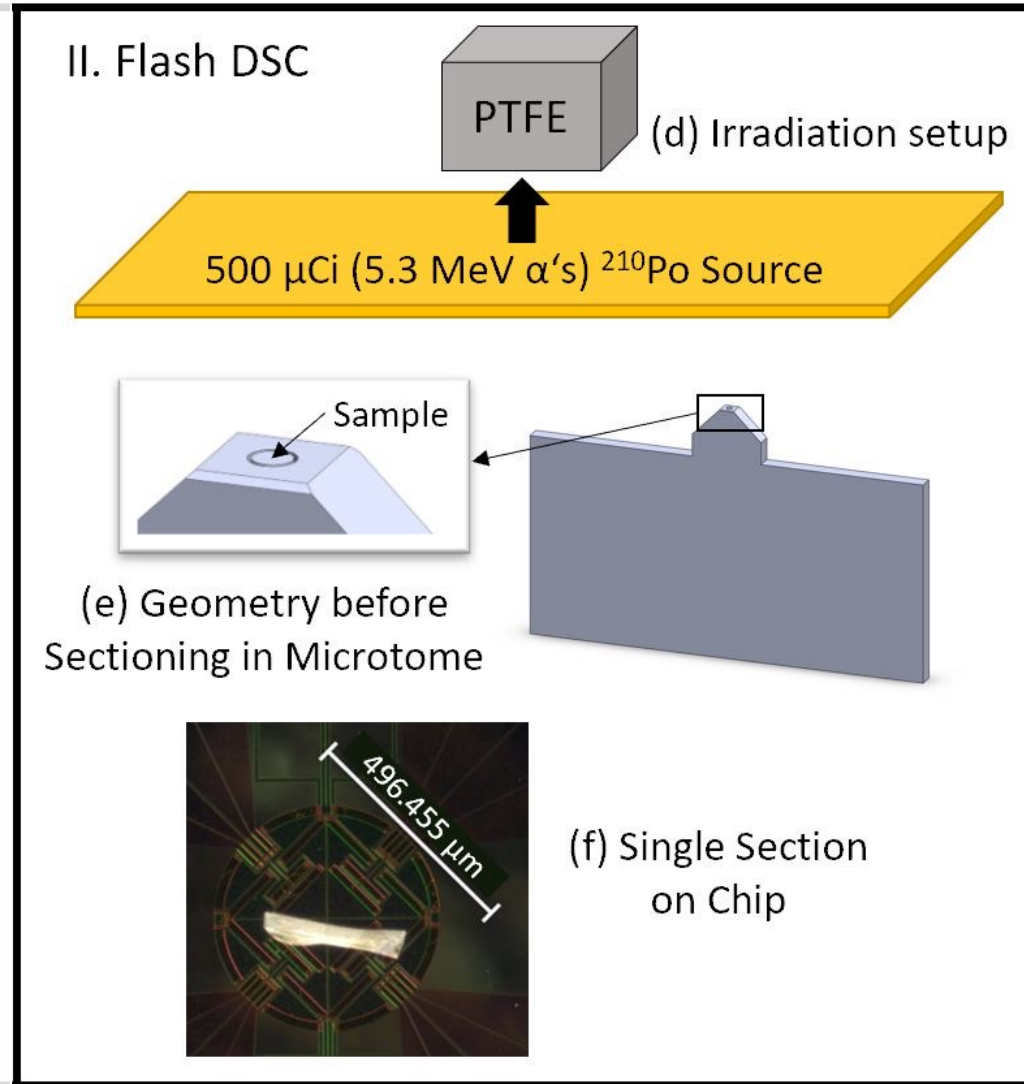 II. Flash DSC
PTFE
(d) Irradiation setup
500 μCi (5.3 MeV α‘s) ²¹⁰Po Source
Sample
(e) Geometry before
Sectioning in Microtome
496.455 μm
(f) Single Section
on Chip